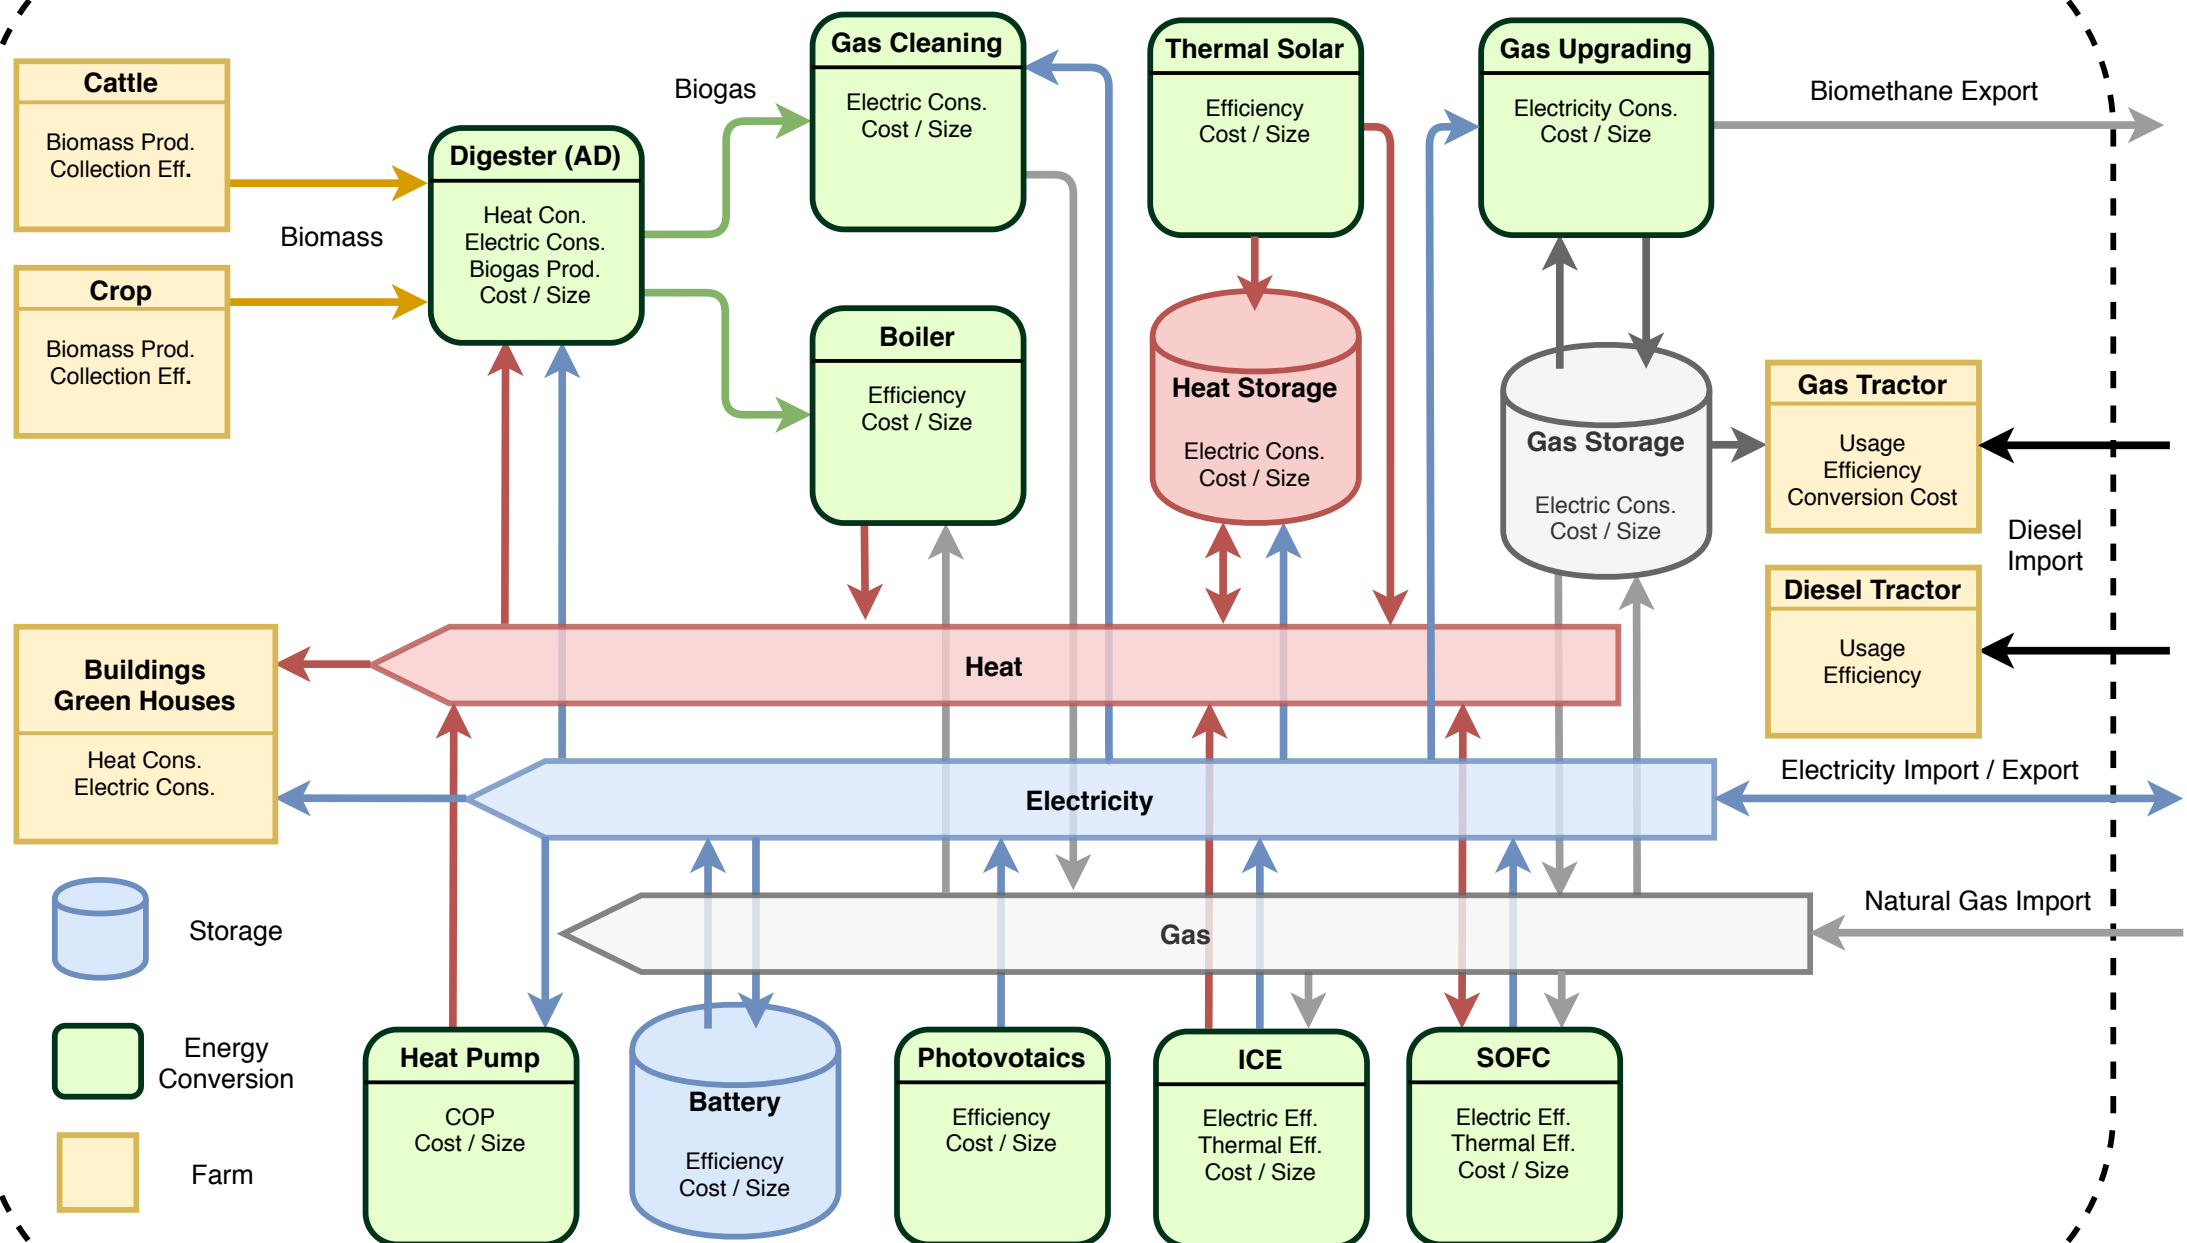 Cattle
Biomass Prod.
Collection Eff.
Crop
Biomass Prod.
Collection Eff.
Biomass
Digester (AD)
Heat Con.
Electric Cons.
Biogas Prod.
Cost / Size
Biogas
Gas Cleaning
Electric Cons.
Cost / Size
Boiler
Efficiency
Cost / Size
Thermal Solar
Efficiency
Cost / Size
Heat Storage
Electric Cons.
Cost / Size
Gas Upgrading
Electricity Cons.
Cost / Size
Biomethane Export
Gas Storage
Electric Cons.
Cost / Size
Gas Tractor
Usage
Efficiency
Conversion Cost
Diesel
Import
Diesel Tractor
Usage
Efficiency
Buildings
Green Houses
Heat Cons.
Electric Cons.
Heat
Electricity
Electricity Import / Export
Gas
Natural Gas Import
Storage
Energy
Conversion
Farm
Heat Pump
COP
Cost / Size
Battery
Efficiency
Cost / Size
Photovotaics
Efficiency
Cost / Size
ICE
Electric Eff.
Thermal Eff.
Cost / Size
SOFC
Electric Eff.
Thermal Eff.
Cost / Size